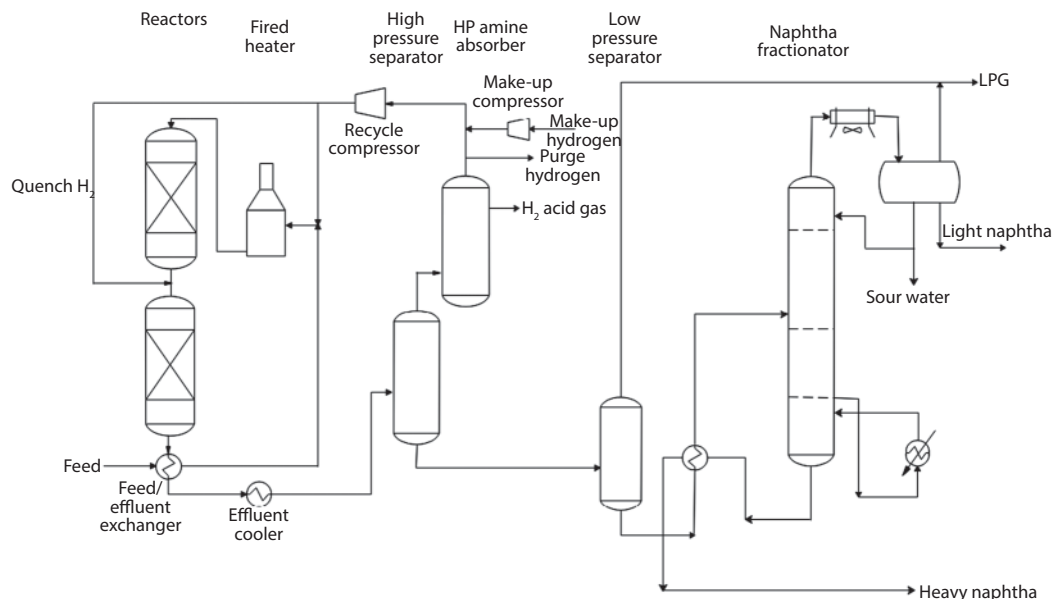 Reactors
Fired
heater
High
pressure
separator
HP amine
absorber
Low
pressure
separator
Naphtha
fractionator
LPG
Make-up
compressor
Make-up
hydrogen
Recycle
compressor
Purge
hydrogen
Quench H₂
H₂ acid gas
Light naphtha
Sour water
Feed
Feed/
effluent
exchanger
Effluent
cooler
Heavy naphtha